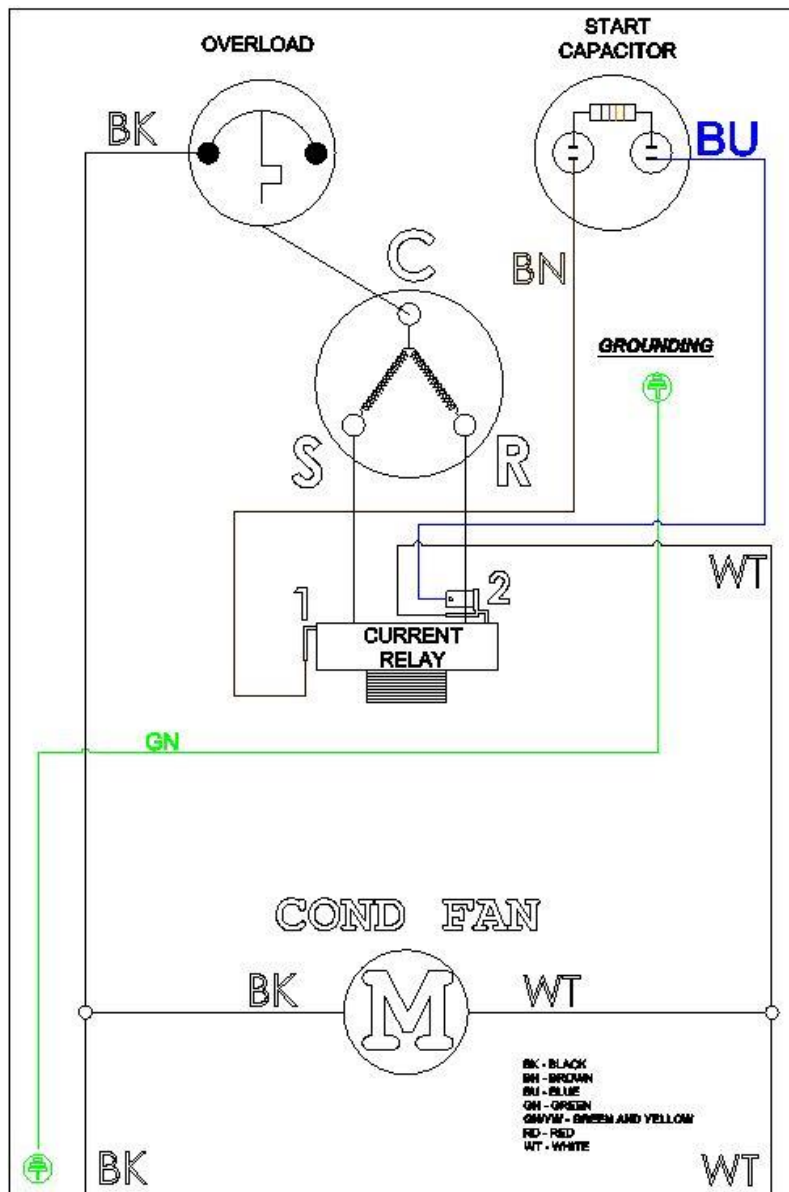 OVERLOAD
START
CAPACITOR
BK
BU
C
BN
GROUNDING
S
R
WT
1
2
CURRENT
RELAY
GN
COND FAN
BK
M
WT
BK - BLACK
BN - BROWN
BU - BLUE
GN - GREEN
GN/YW - GREEN AND YELLOW
RD - RED
WT - WHITE
BK
WT